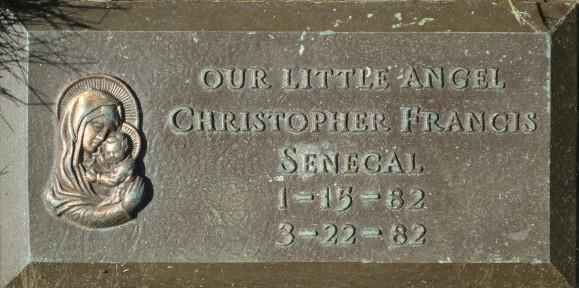 OUR LITTLE ANGEL
CHRISTOPHER FRANCIS
SENECAL
1-15-82
3-22-82